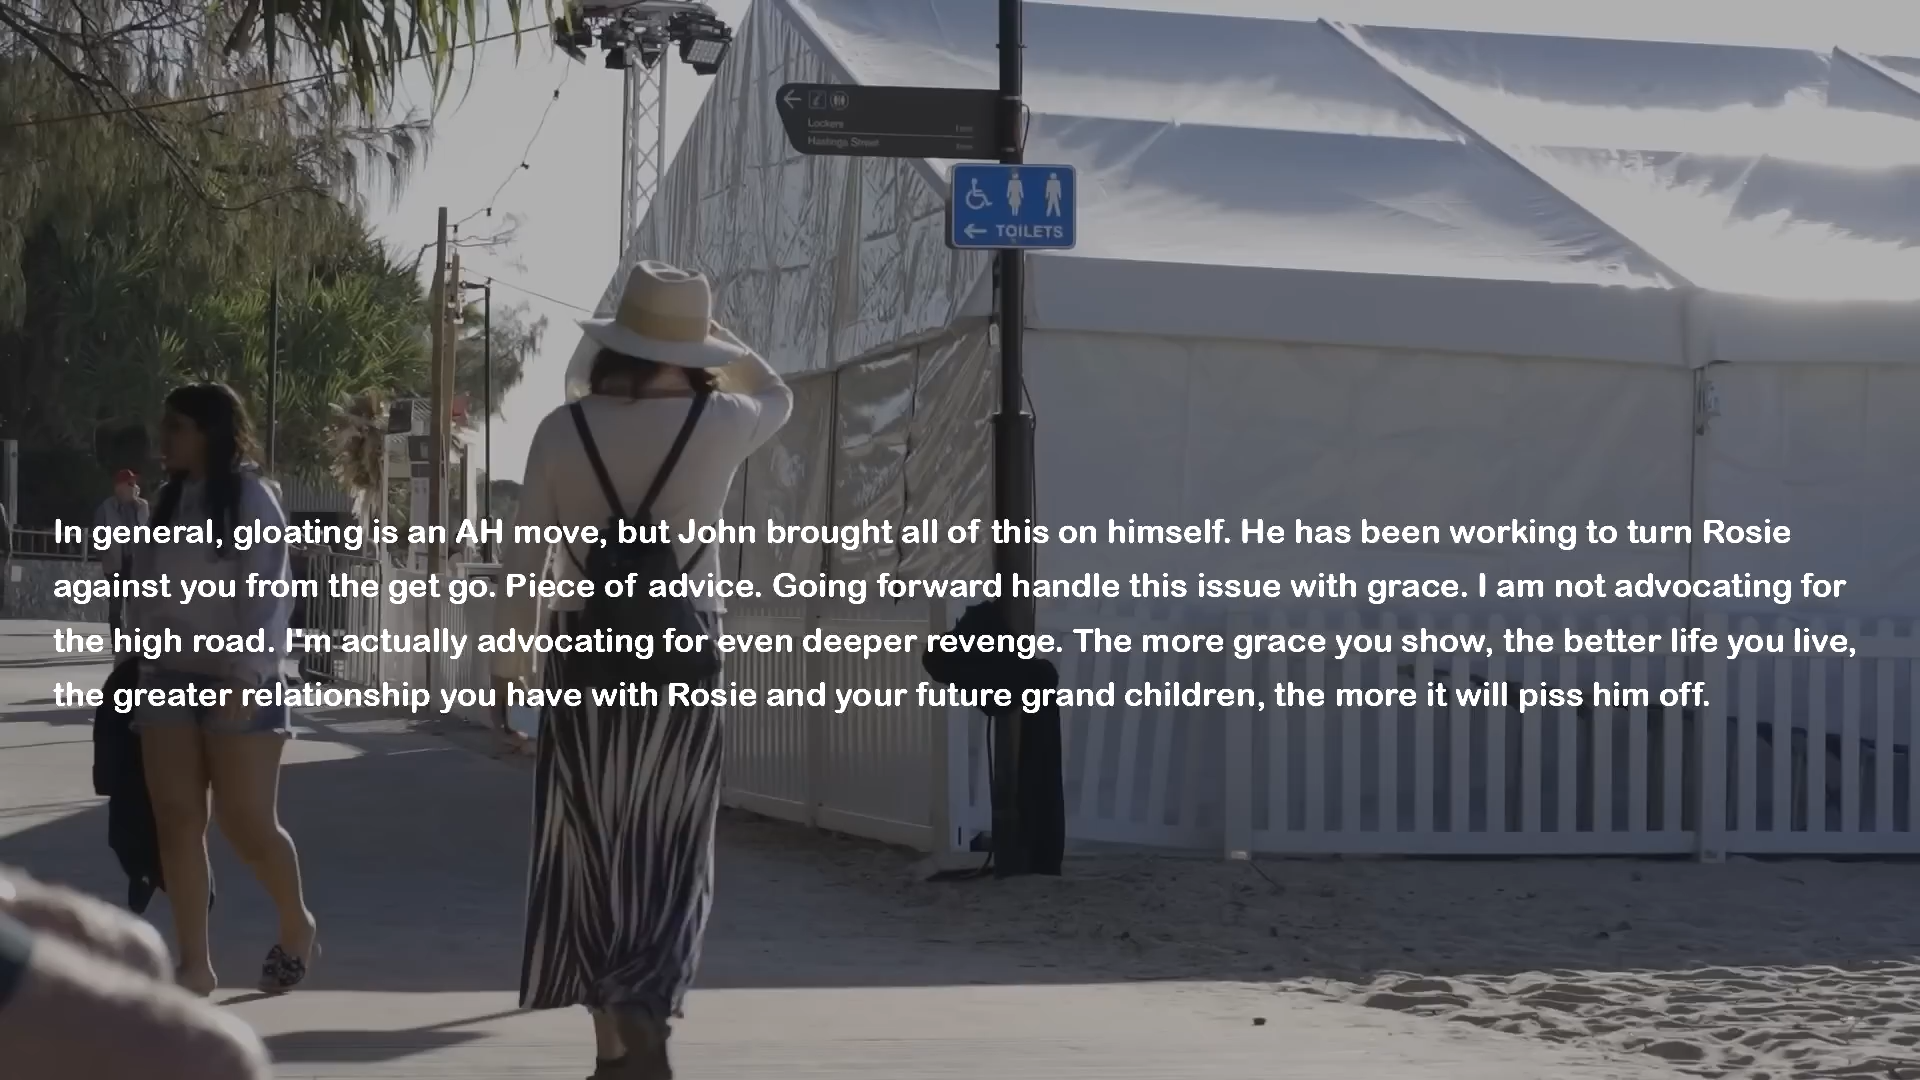 Lockers
Hastings Street
TOILETS
In general, gloating is an AH move, but John brought all of this on himself. He has been working to turn Rosie
against you from the get go. Piece of advice. Going forward handle this issue with grace. I am not advocating for
the high road. I'm actually advocating for even deeper revenge. The more grace you show, the better life you live,
the greater relationship you have with Rosie and your future grand children, the more it will piss him off.